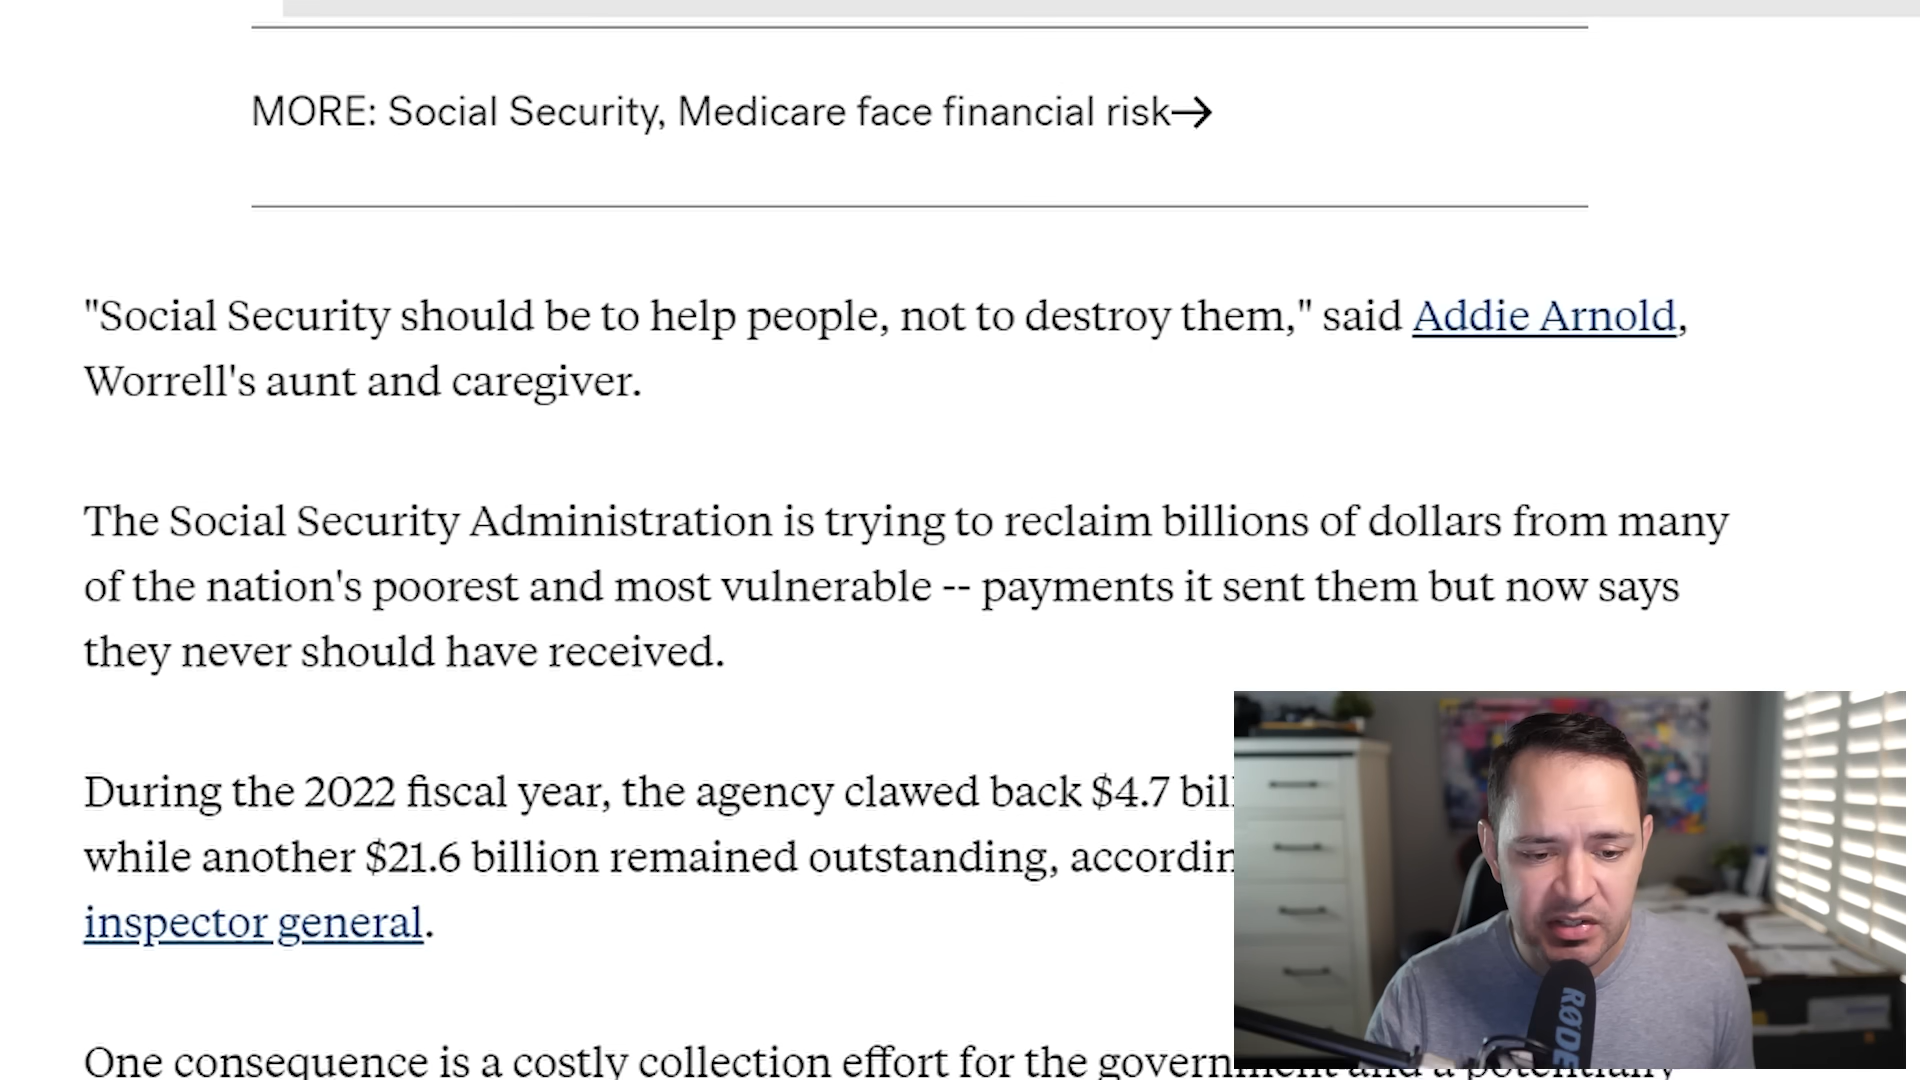 MORE: Social Security, Medicare face financial risk→
"Social Security should be to help people, not to destroy them," said Addie Arnold,
Worrell's aunt and caregiver.
The Social Security Administration is trying to reclaim billions of dollars from many
of the nation's poorest and most vulnerable -- payments it sent them but now says
they never should have received.
During the 2022 fiscal year, the agency clawed back $4.7
while another $21.6 billion remained outstanding,
inspector general.
One consequence is a costly collection effort for the government and a potentially
RØDE